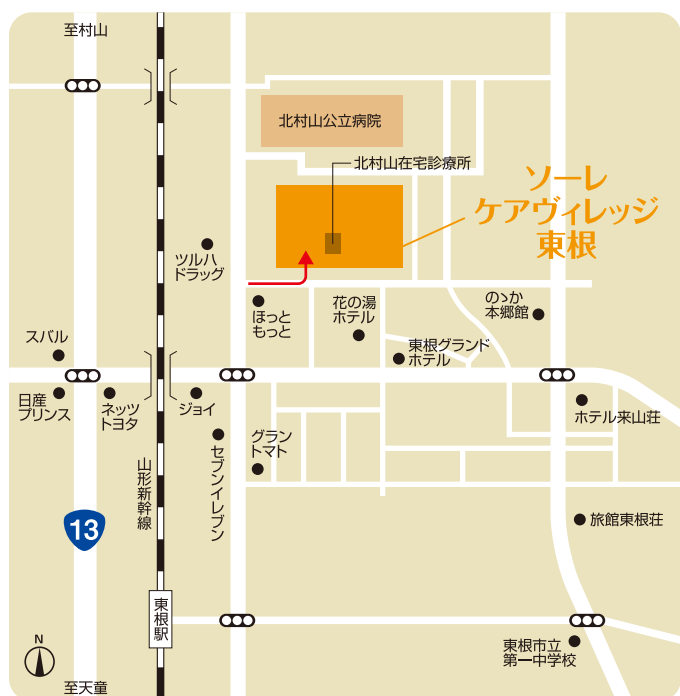 至村山
北村山公立病院
北村山在宅診療所
ソーレ
ケアヴィレッジ
東根
ツルハ
ドラッグ
ほっと
もっと
花の湯
ホテル
のゝか
本郷館
東根グランド
ホテル
スバル
日産
プリンス
ネッツ
トヨタ
ジョイ
ホテル来山荘
グラン
トマト
セブンイレブン
山形新幹線
13
旅館東根荘
東根駅
東根市立
第一中学校
N
至天童